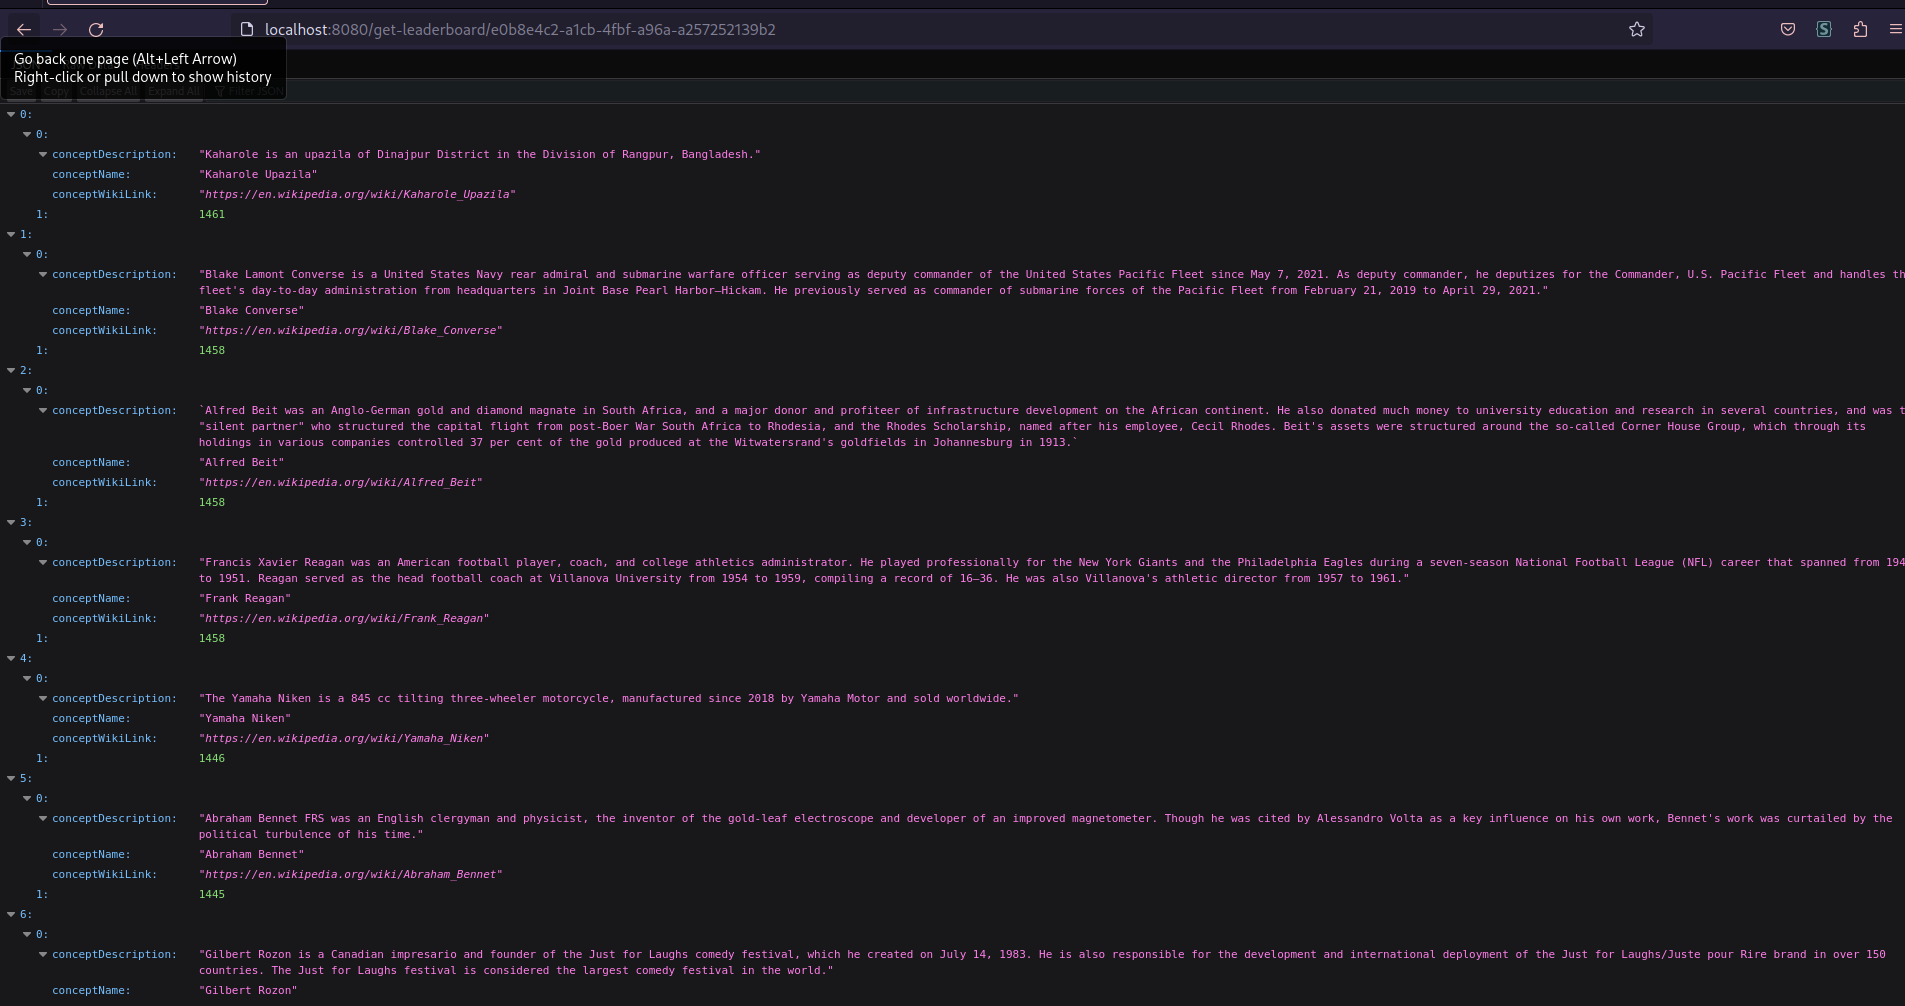 localhost:8080/get-leaderboard/e0b8e4c2-a1cb-4fbf-a96a-a257252139b2
Go back one page (Alt+Left Arrow)
Right-click or pull down to show history
Save Copy Collapse All Expand All Filter JSON
0:
0:
conceptDescription: "Kaharole is an upazila of Dinajpur District in the Division of Rangpur, Bangladesh."
conceptName: "Kaharole Upazila"
conceptWikiLink: "https://en.wikipedia.org/wiki/Kaharole_Upazila"
1: 1461
1:
0:
conceptDescription: "Blake Lamont Converse is a United States Navy rear admiral and submarine warfare officer serving as deputy commander of the United States Pacific Fleet since May 7, 2021. As deputy commander, he deputizes for the Commander, U.S. Pacific Fleet and handles th
fleet's day-to-day administration from headquarters in Joint Base Pearl Harbor–Hickam. He previously served as commander of submarine forces of the Pacific Fleet from February 21, 2019 to April 29, 2021."
conceptName: "Blake Converse"
conceptWikiLink: "https://en.wikipedia.org/wiki/Blake_Converse"
1: 1458
2:
0:
conceptDescription: `Alfred Beit was an Anglo-German gold and diamond magnate in South Africa, and a major donor and profiteer of infrastructure development on the African continent. He also donated much money to university education and research in several countries, and was t
"silent partner" who structured the capital flight from post-Boer War South Africa to Rhodesia, and the Rhodes Scholarship, named after his employee, Cecil Rhodes. Beit's assets were structured around the so-called Corner House Group, which through its
holdings in various companies controlled 37 per cent of the gold produced at the Witwatersrand's goldfields in Johannesburg in 1913.`
conceptName: "Alfred Beit"
conceptWikiLink: "https://en.wikipedia.org/wiki/Alfred_Beit"
1: 1458
3:
0:
conceptDescription: "Francis Xavier Reagan was an American football player, coach, and college athletics administrator. He played professionally for the New York Giants and the Philadelphia Eagles during a seven-season National Football League (NFL) career that spanned from 194
to 1951. Reagan served as the head football coach at Villanova University from 1954 to 1959, compiling a record of 16–36. He was also Villanova's athletic director from 1957 to 1961."
conceptName: "Frank Reagan"
conceptWikiLink: "https://en.wikipedia.org/wiki/Frank_Reagan"
1: 1458
4:
0:
conceptDescription: "The Yamaha Niken is a 845 cc tilting three-wheeler motorcycle, manufactured since 2018 by Yamaha Motor and sold worldwide."
conceptName: "Yamaha Niken"
conceptWikiLink: "https://en.wikipedia.org/wiki/Yamaha_Niken"
1: 1446
5:
0:
conceptDescription: "Abraham Bennet FRS was an English clergyman and physicist, the inventor of the gold-leaf electroscope and developer of an improved magnetometer. Though he was cited by Alessandro Volta as a key influence on his own work, Bennet's work was curtailed by the
political turbulence of his time."
conceptName: "Abraham Bennet"
conceptWikiLink: "https://en.wikipedia.org/wiki/Abraham_Bennet"
1: 1445
6:
0:
conceptDescription: "Gilbert Rozon is a Canadian impresario and founder of the Just for Laughs comedy festival, which he created on July 14, 1983. He is also responsible for the development and international deployment of the Just for Laughs/Juste pour Rire brand in over 150
countries. The Just for Laughs festival is considered the largest comedy festival in the world."
conceptName: "Gilbert Rozon"